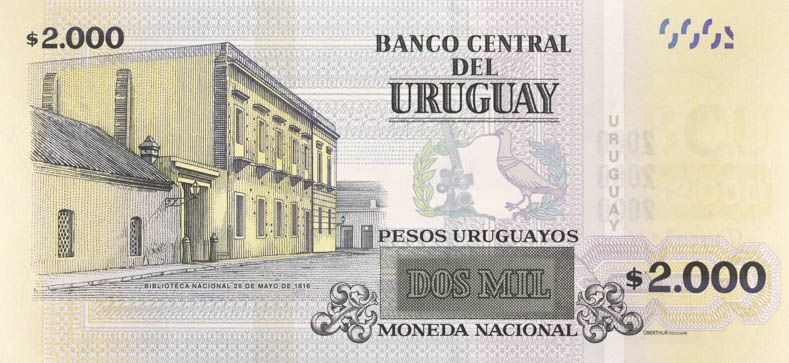 $2.000
BANCO CENTRAL
DEL
URUGUAY
URUGUAY
PESOS URUGUAYOS
DOS MIL
$2.000
BIBLIOTECA NACIONAL 26 DE MAYO DE 1816
MONEDA NACIONAL
OBERTHUR FIDUCIAIRE